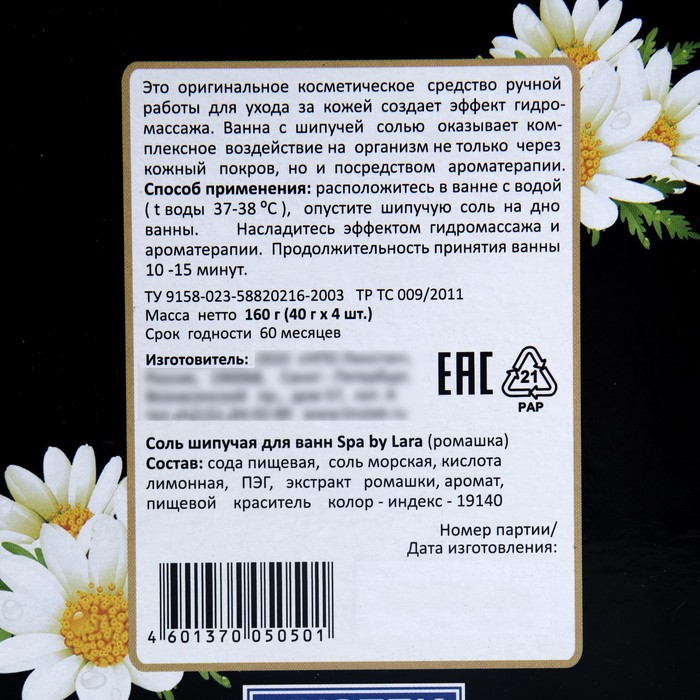 Это оригинальное косметическое средство ручной
работы для ухода за кожей создает эффект гидро-
массажа. Ванна с шипучей солью оказывает ком-
плексное воздействие на организм не только через
кожный покров, но и посредством ароматерапии.
Способ применения: расположитесь в ванне с водой
( t воды 37-38 ºС ), опустите шипучую соль на дно
ванны. Насладитесь эффектом гидромассажа и
ароматерапии. Продолжительность принятия ванны
10 -15 минут.
ТУ 9158-023-58820216-2003 ТР ТС 009/2011
Масса нетто 160 г (40 г х 4 шт.)
Срок годности 60 месяцев
Изготовитель:
ЕАС
21
PAP
Соль шипучая для ванн Spa by Lara (ромашка)
Состав: сода пищевая, соль морская, кислота
лимонная, ПЭГ, экстракт ромашки, аромат,
пищевой краситель колор - индекс - 19140
Номер партии/
Дата изготовления:
4 601370 050501